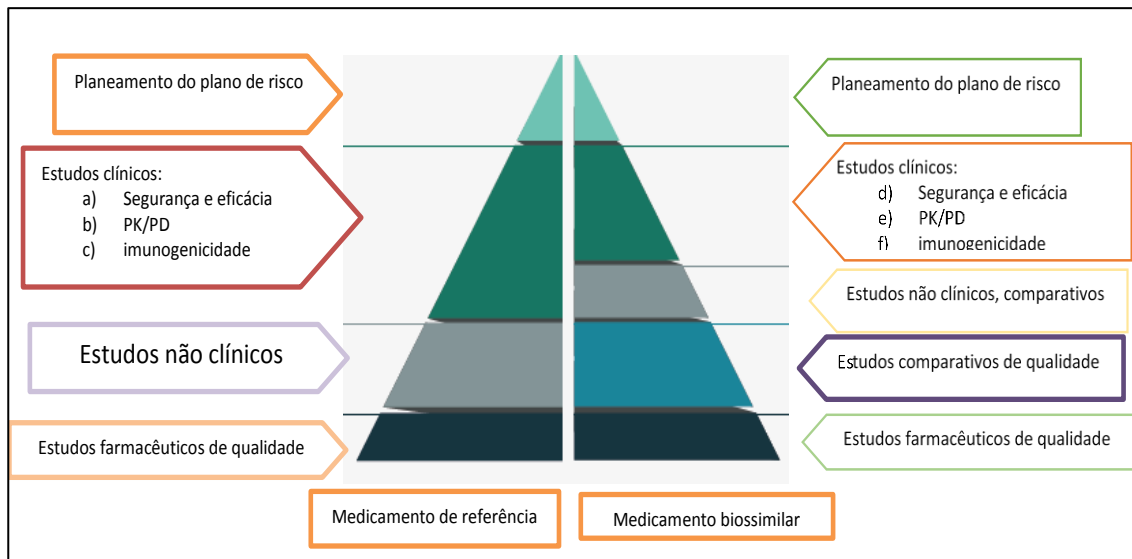 Planeamento do plano de risco
Estudos clínicos:
a) Segurança e eficácia
b) PK/PD
c) imunogenicidade
Estudos não clínicos
Estudos farmacêuticos de qualidade
Planeamento do plano de risco
Estudos clínicos:
d) Segurança e eficácia
e) PK/PD
f) imunogenicidade
Estudos não clínicos, comparativos
Estudos comparativos de qualidade
Estudos farmacêuticos de qualidade
Medicamento de referência
Medicamento biossimilar